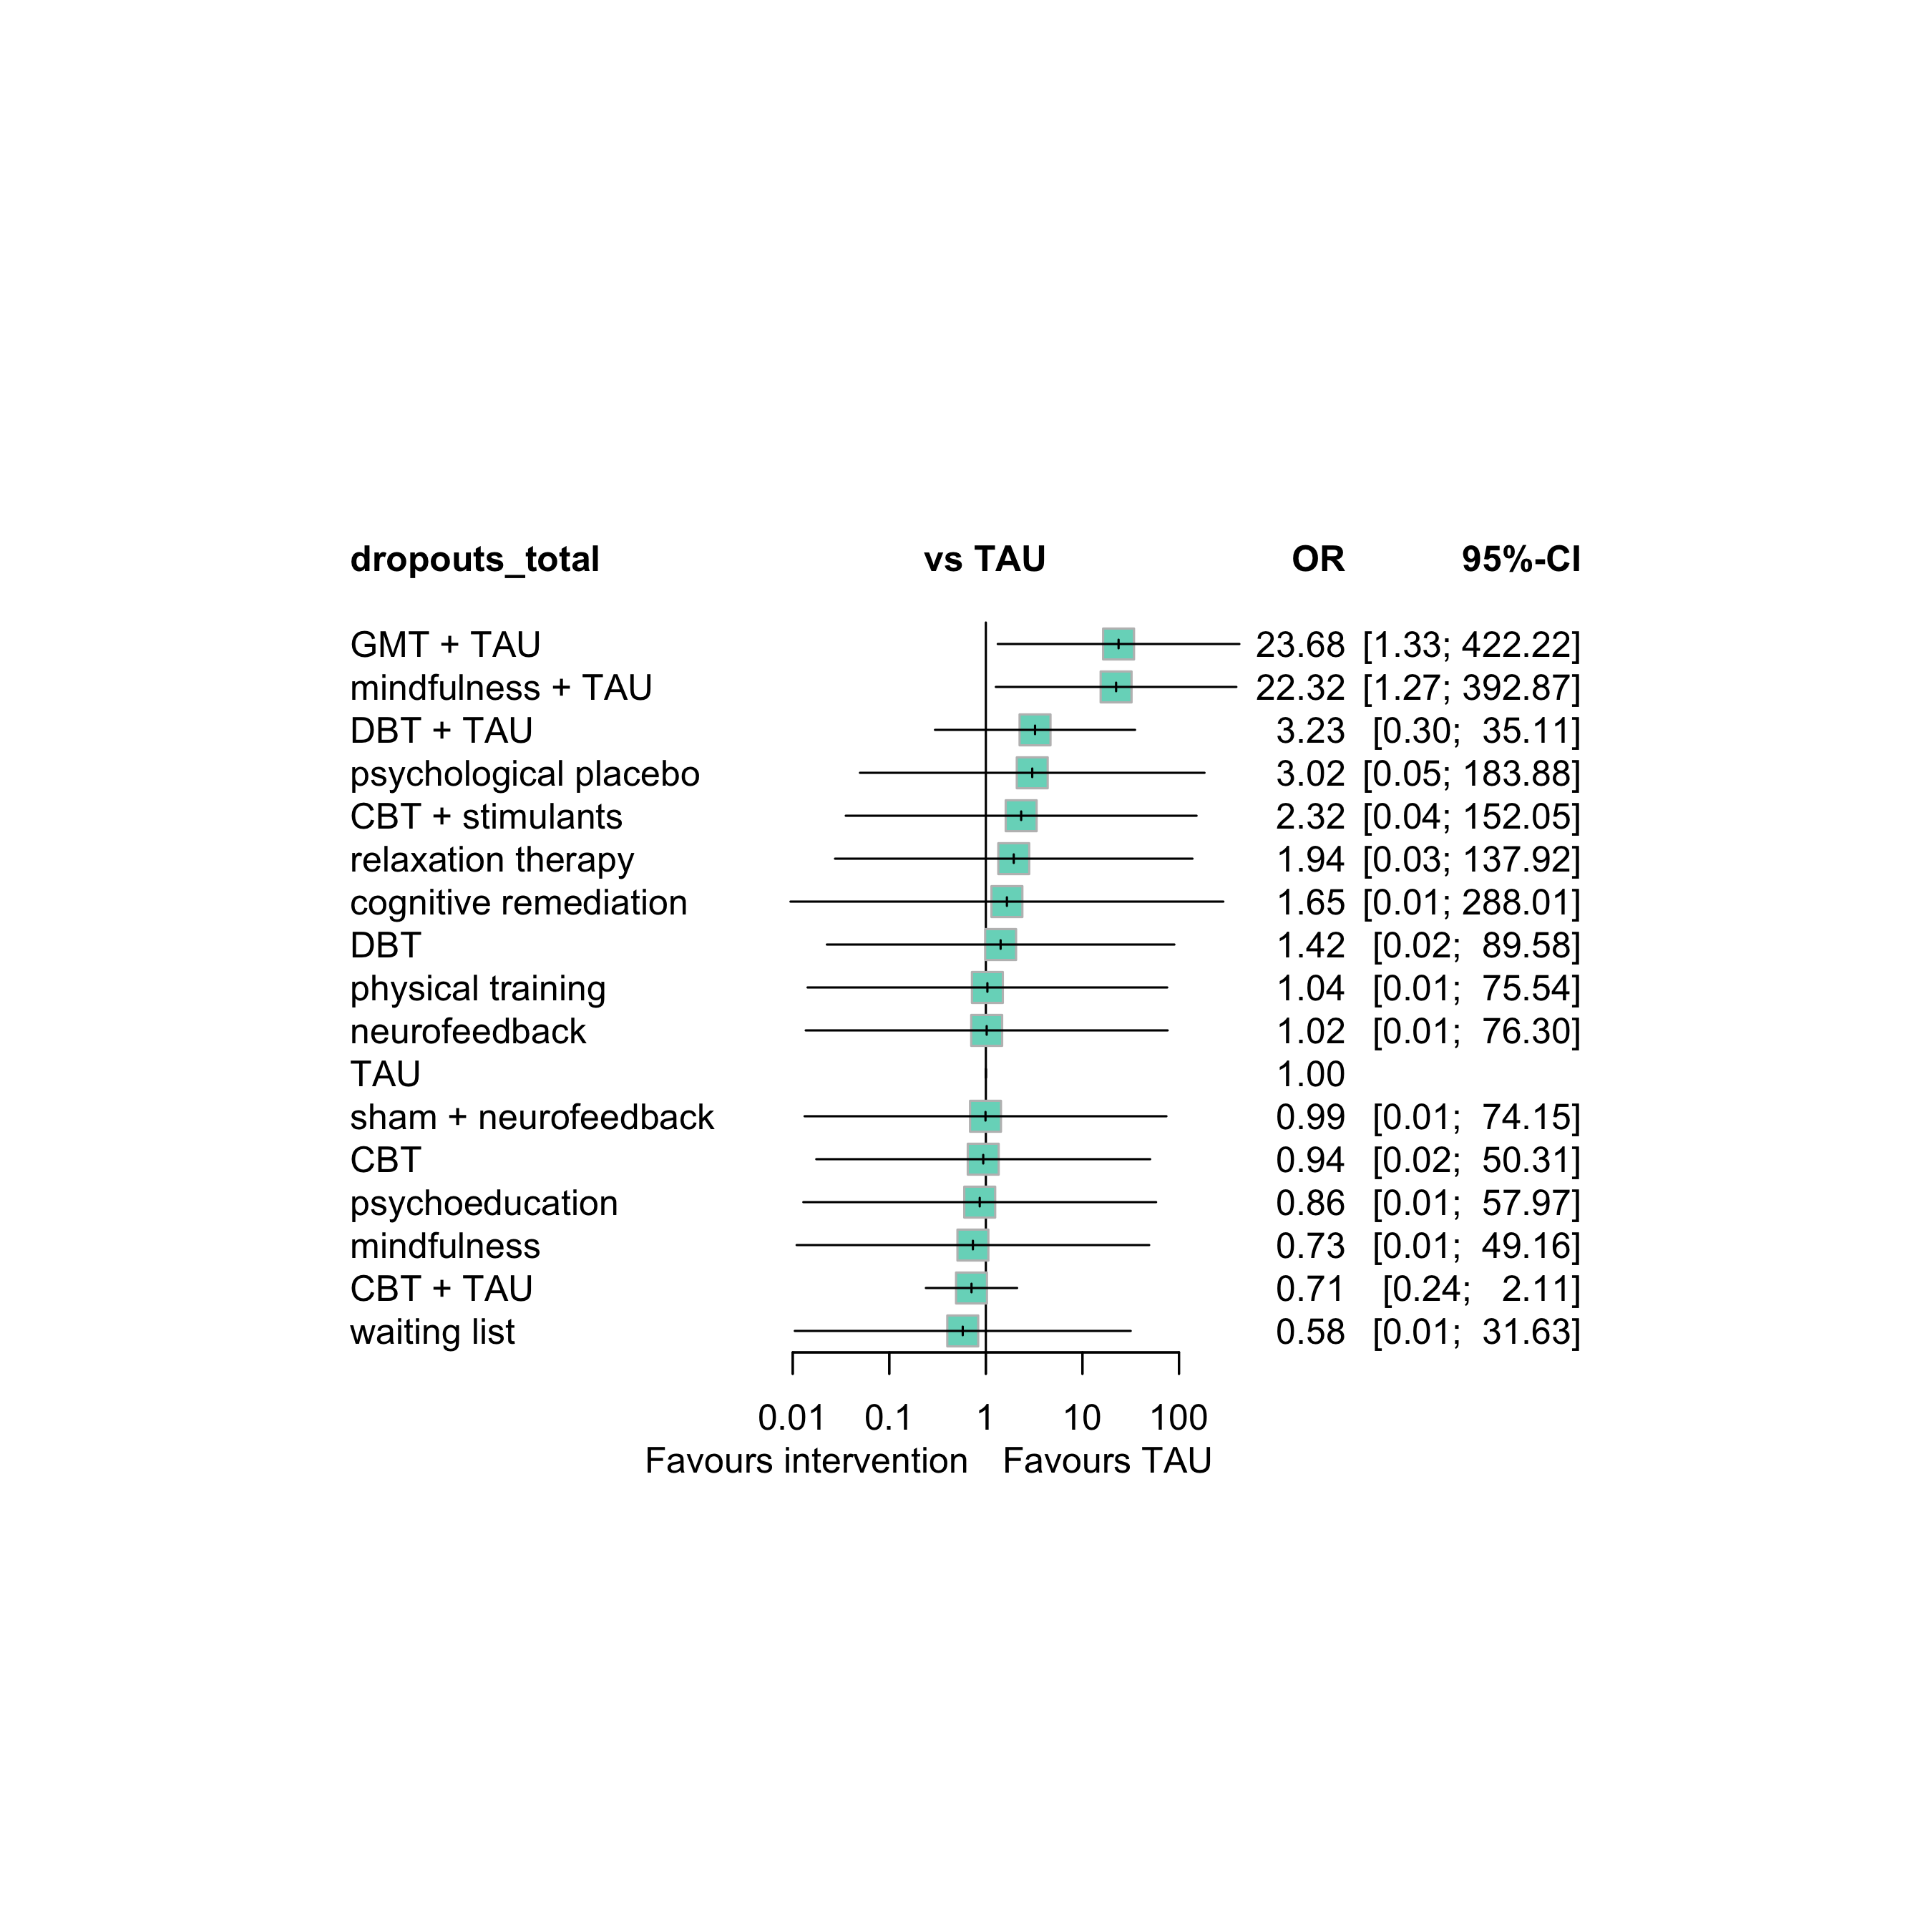 dropouts_total vs TAU OR 95%-CI
GMT + TAU 23.68 [1.33; 422.22]
mindfulness + TAU 22.32 [1.27; 392.87]
DBT + TAU 3.23 [0.30; 35.11]
psychological placebo 3.02 [0.05; 183.88]
CBT + stimulants 2.32 [0.04; 152.05]
relaxation therapy 1.94 [0.03; 137.92]
cognitive remediation 1.65 [0.01; 288.01]
DBT 1.42 [0.02; 89.58]
physical training 1.04 [0.01; 75.54]
neurofeedback 1.02 [0.01; 76.30]
TAU 1.00
sham + neurofeedback 0.99 [0.01; 74.15]
CBT 0.94 [0.02; 50.31]
psychoeducation 0.86 [0.01; 57.97]
mindfulness 0.73 [0.01; 49.16]
CBT + TAU 0.71 [0.24; 2.11]
waiting list 0.58 [0.01; 31.63]
0.01 0.1 1 10 100
Favours intervention Favours TAU